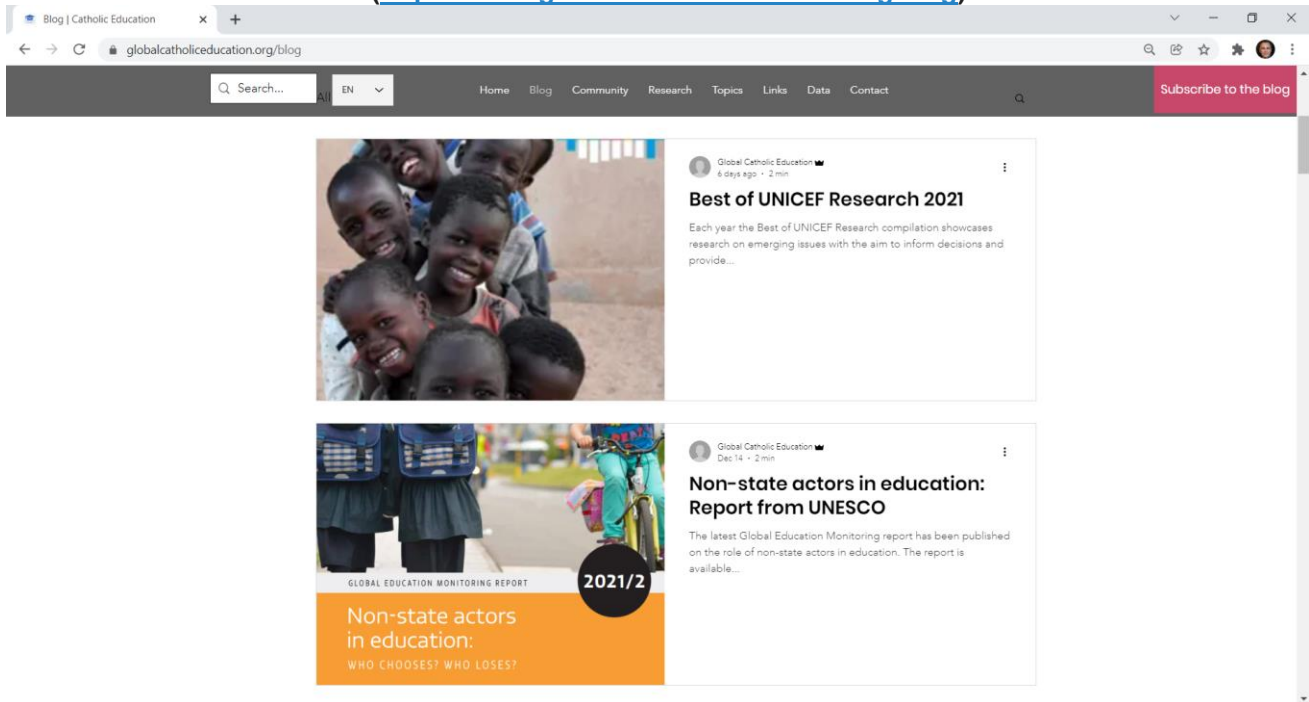 Blog | Catholic Education
globalcatholiceducation.org/blog
Search...
All
EN
Home Blog Community Research Topics Links Data Contact
Subscribe to the blog
Global Catholic Education
6 days ago · 2 min
Best of UNICEF Research 2021
Each year the Best of UNICEF Research compilation showcases
research on emerging issues with the aim to inform decisions and
provide...
Global Catholic Education
Dec 14 · 2 min
Non-state actors in education:
Report from UNESCO
The latest Global Education Monitoring report has been published
on the role of non-state actors in education. The report is
available...
GLOBAL EDUCATION MONITORING REPORT
2021/2
Non-state actors
in education:
WHO CHOOSES? WHO LOSES?